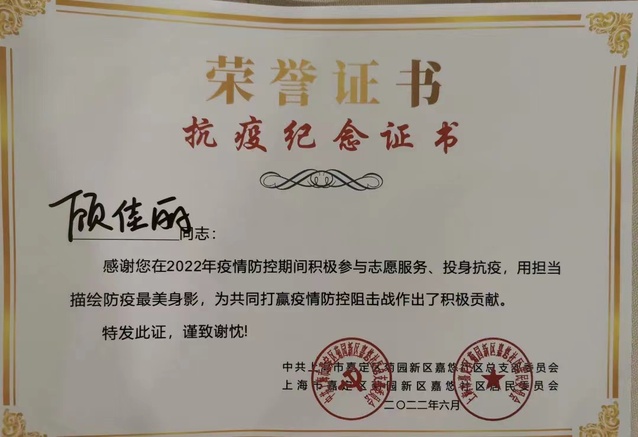 荣誉证书
抗疫纪念证书
顾佳丽同志：
感谢您在2022年疫情防控期间积极参与志愿服务、投身抗疫，用担当
描绘防疫最美身影，为共同打赢疫情防控阻击战作出了积极贡献。
特发此证，谨致谢忱!
中共上海市嘉定区菊园新区嘉悠社区总支部委员会
上海市嘉定区菊园新区嘉悠社区居民委员会
二〇二二年六月